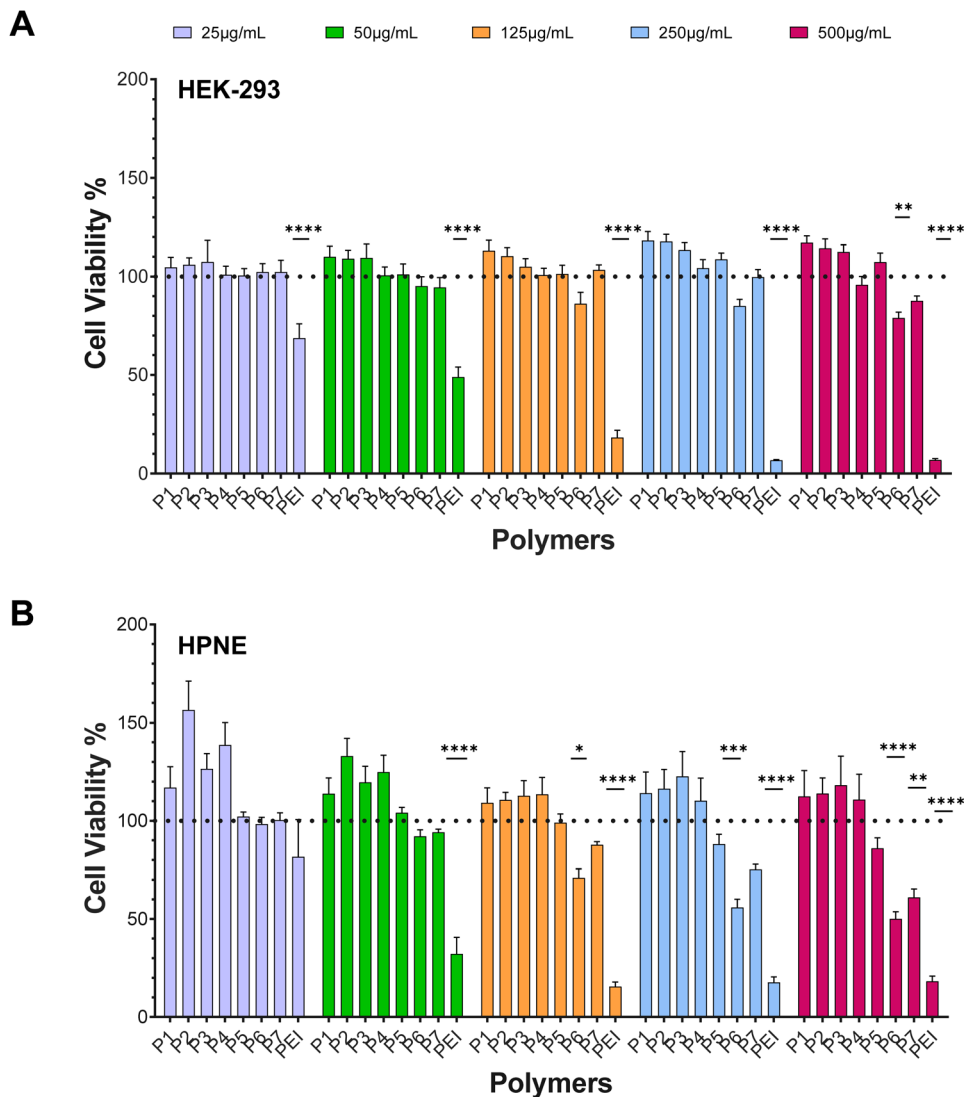 A
25µg/mL 50µg/mL 125µg/mL 250µg/mL 500µg/mL
HEK-293
Cell Viability %
200
150
100
50
0
**** **** **** **** ** ****
P1 P2 P3 P4 P5 P6 P7 PEI P1 P2 P3 P4 P5 P6 P7 PEI P1 P2 P3 P4 P5 P6 P7 PEI P1 P2 P3 P4 P5 P6 P7 PEI P1 P2 P3 P4 P5 P6 P7 PEI
Polymers
B
HPNE
Cell Viability %
200
150
100
50
0
**** * **** *** **** **** ** ****
P1 P2 P3 P4 P5 P6 P7 PEI P1 P2 P3 P4 P5 P6 P7 PEI P1 P2 P3 P4 P5 P6 P7 PEI P1 P2 P3 P4 P5 P6 P7 PEI P1 P2 P3 P4 P5 P6 P7 PEI
Polymers